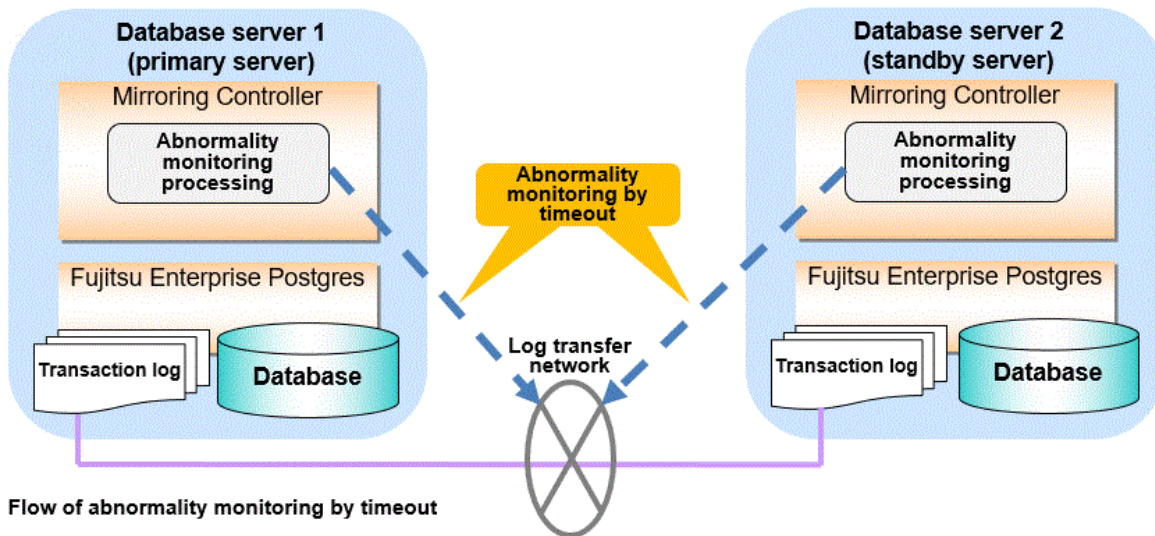 Database server 1
(primary server)
Mirroring Controller
Abnormality
monitoring
processing
Fujitsu Enterprise Postgres
Transaction log
Database
Abnormality
monitoring by
timeout
Log transfer
network
Database server 2
(standby server)
Mirroring Controller
Abnormality
monitoring
processing
Fujitsu Enterprise Postgres
Transaction log
Database
Flow of abnormality monitoring by timeout